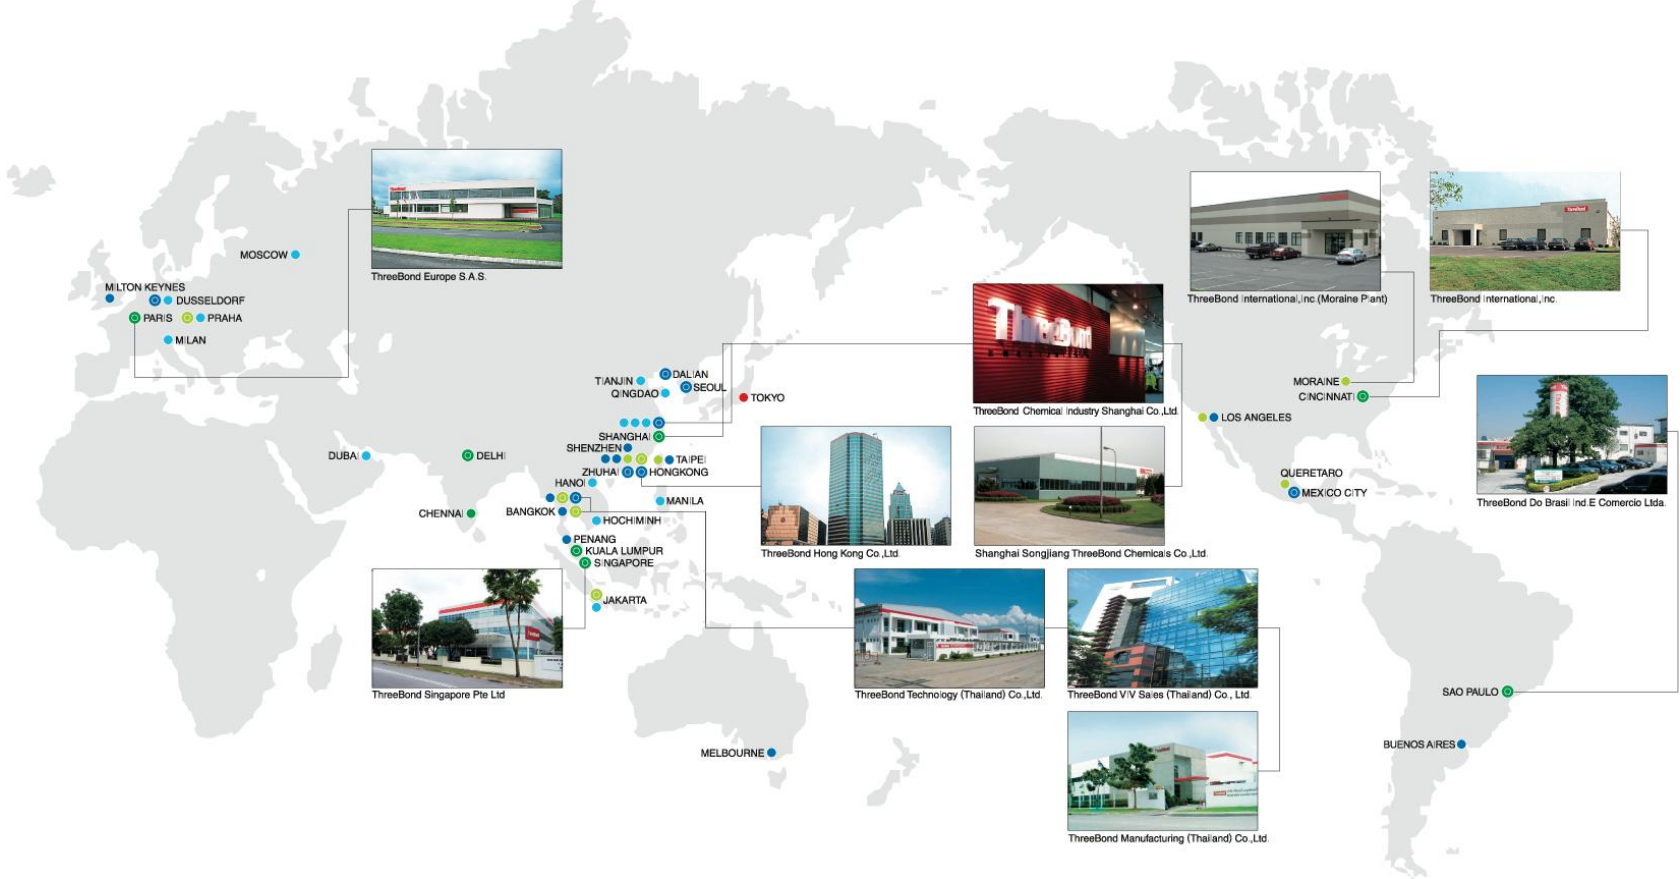 MOSCOW
MILTON KEYNES
DUSSELDORF
PARIS
PRAHA
MILAN
ThreeBond
ThreeBond Europe S.A.S.
ThreeBond International,Inc.(Moraine Plant)
ThreeBond
ThreeBond International,Inc.
ThreeBond
ThreeBond Chemical Industry Shanghai Co.,Ltd.
TIANJIN
DALIAN
QINGDAO
SEOUL
TOKYO
MORAINE
CINCINNATI
LOS ANGELES
SHANGHAI
SHENZHEN
TAIPEI
ZHUHAI
HONGKONG
DUBAI
DELHI
HANOI
MANILA
CHENNAI
BANGKOK
HOCHIMINH
PENANG
KUALA LUMPUR
SINGAPORE
JAKARTA
QUERETARO
MEXICO CITY
ThreeBond Do Brasil Ind.E Comercio Ltda.
ThreeBond Hong Kong Co.,Ltd.
Shanghai Songjiang ThreeBond Chemicals Co.,Ltd.
ThreeBond
ThreeBond Singapore Pte Ltd
ThreeBond Technology (Thailand) Co.,Ltd.
ThreeBond VIV Sales (Thailand) Co., Ltd.
SAO PAULO
BUENOS AIRES
MELBOURNE
ThreeBond Manufacturing (Thailand) Co.,Ltd.